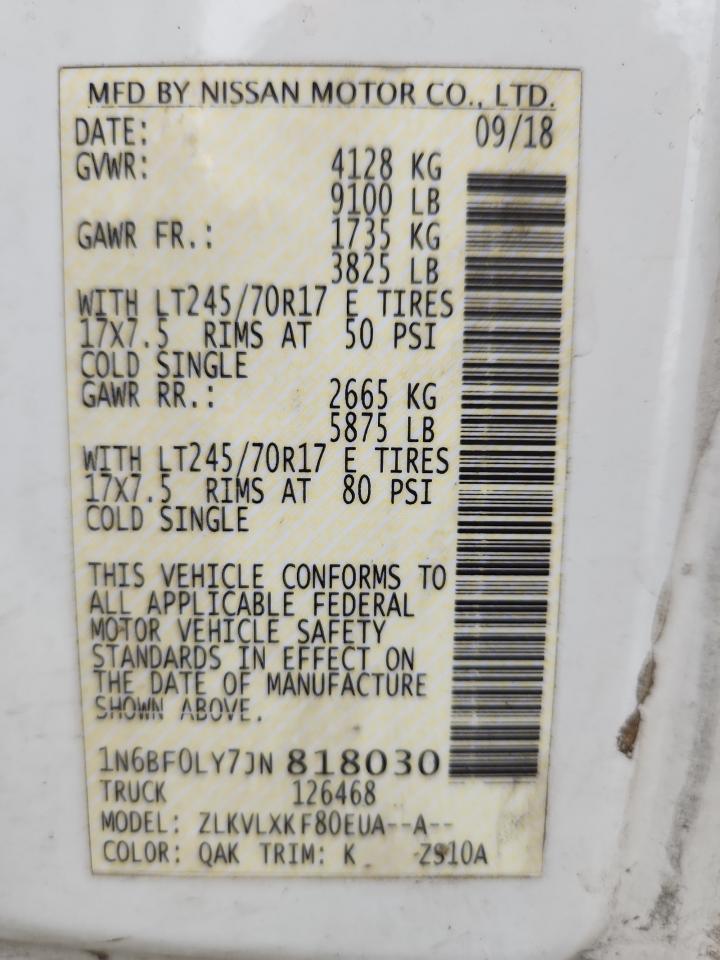 MFD BY NISSAN MOTOR CO., LTD.
DATE: 09/18
GVWR: 4128 KG
9100 LB
GAWR FR.: 1735 KG
3825 LB
WITH LT245/70R17 E TIRES
17X7.5 RIMS AT 50 PSI
COLD SINGLE
GAWR RR.: 2665 KG
5875 LB
WITH LT245/70R17 E TIRES
17X7.5 RIMS AT 80 PSI
COLD SINGLE
THIS VEHICLE CONFORMS TO
ALL APPLICABLE FEDERAL
MOTOR VEHICLE SAFETY
STANDARDS IN EFFECT ON
THE DATE OF MANUFACTURE
SHOWN ABOVE.
1N6BF0LY7JN 818030
TRUCK 126468
MODEL: ZLKVLXKF80EUA--A--
COLOR: QAK TRIM: K ZS10A